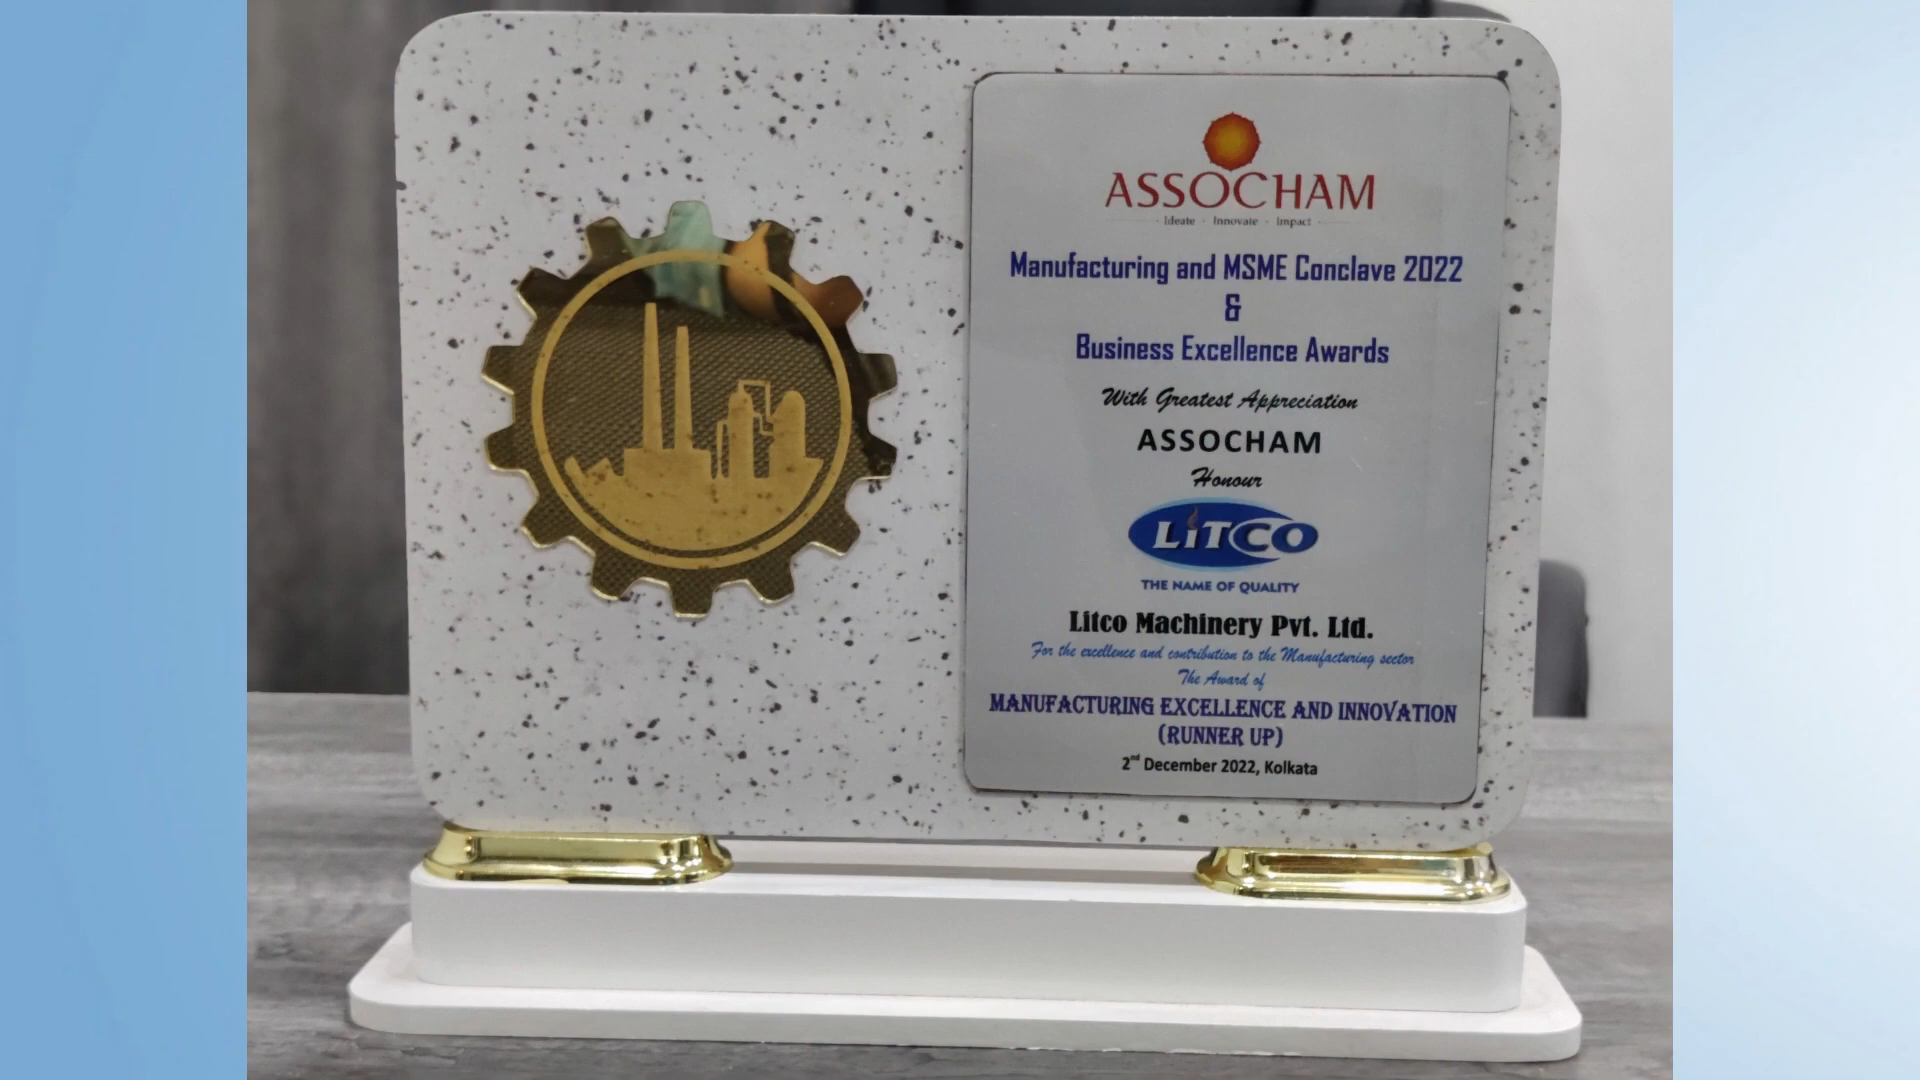 ASSOCHAM
Ideate · Innovate · Impact
Manufacturing and MSME Conclave 2022
&
Business Excellence Awards
With Greatest Appreciation
ASSOCHAM
Honour
LiTCO
THE NAME OF QUALITY
Litco Machinery Pvt. Ltd.
For the excellence and contribution to the Manufacturing sector
The Award of
MANUFACTURING EXCELLENCE AND INNOVATION
(RUNNER UP)
2nd December 2022, Kolkata